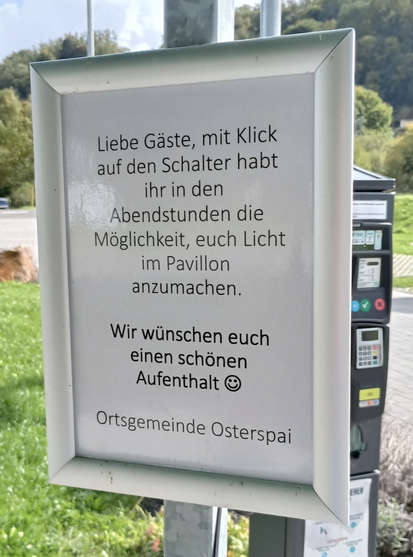 Liebe Gäste, mit Klick
auf den Schalter habt
ihr in den
Abendstunden die
Möglichkeit, euch Licht
im Pavillon
anzumachen.
Wir wünschen euch
einen schönen
Aufenthalt ☺
Ortsgemeinde Osterspai